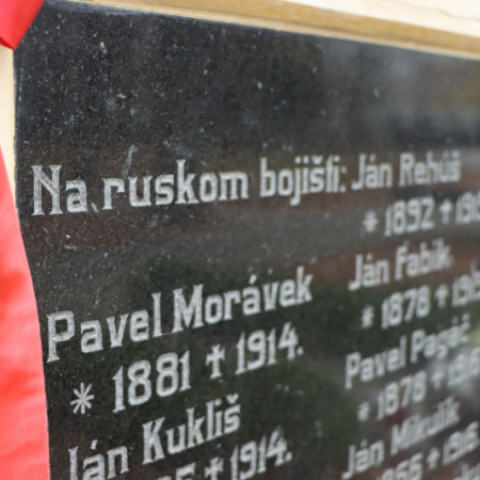 Na ruskom bojišti:
Pavel Morávek
* 1881 † 1914.
Ján Kukliš
† 1914.
Ján Rehúš
* 1892 †
Ján Fabik
* 1878 †
Pavel Pagáč
* 1878 †
Ján Mikulík